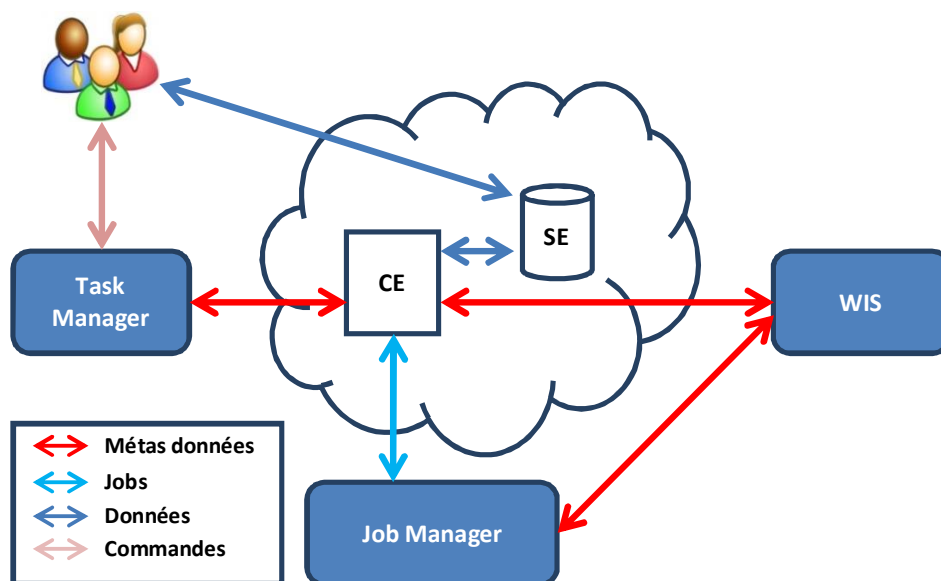 SE
CE
Task
Manager
WIS
Métas données
Jobs
Données
Commandes
Job Manager